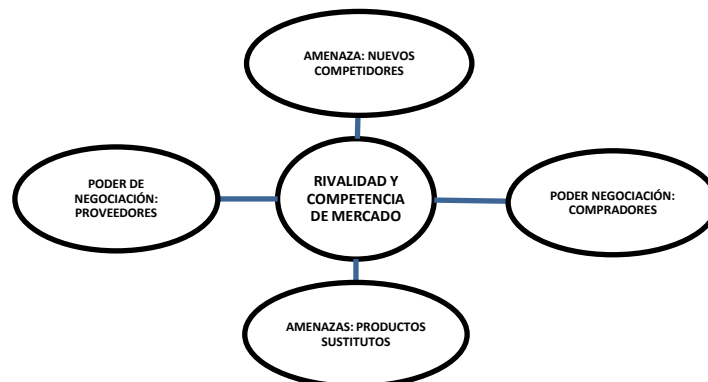 AMENAZA: NUEVOS
COMPETIDORES
PODER DE
NEGOCIACIÓN:
PROVEEDORES
RIVALIDAD Y
COMPETENCIA
DE MERCADO
PODER NEGOCIACIÓN:
COMPRADORES
AMENAZAS: PRODUCTOS
SUSTITUTOS